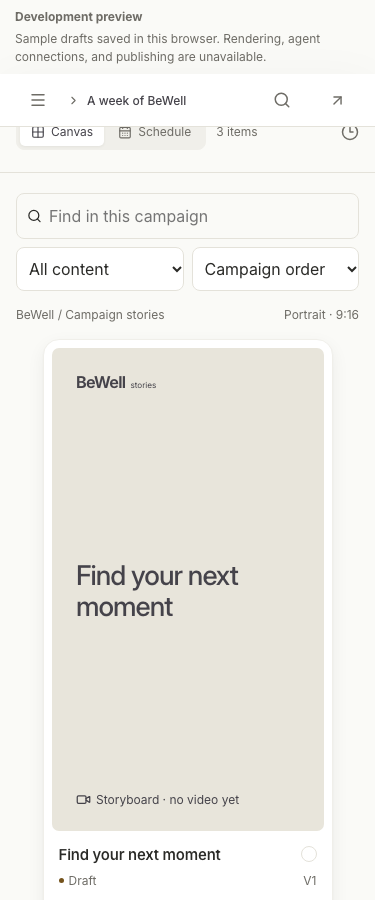 Development preview
Sample drafts saved in this browser. Rendering, agent
connections, and publishing are unavailable.
A week of BeWell
Canvas
Schedule
3 items
Find in this campaign
All content
Campaign order
BeWell / Campaign stories
Portrait · 9:16
BeWell stories
Find your next
moment
Storyboard · no video yet
Find your next moment
Draft
V1